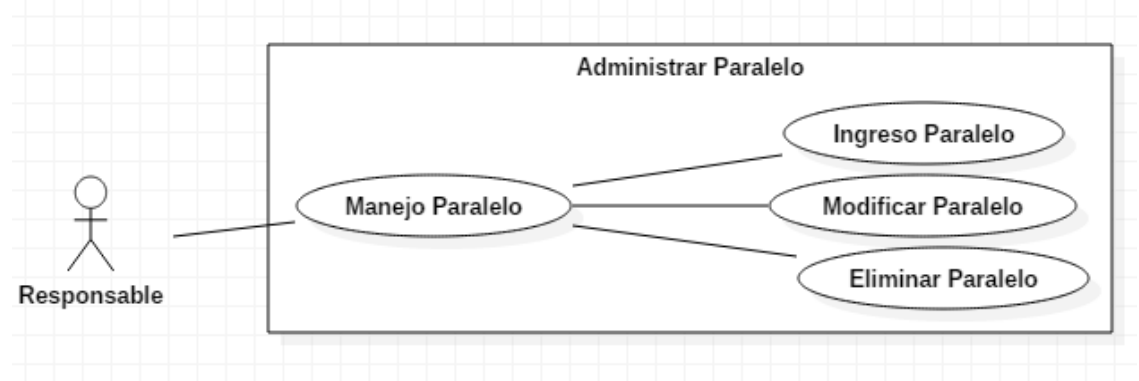 Administrar Paralelo
Ingreso Paralelo
Manejo Paralelo
Modificar Paralelo
Eliminar Paralelo
Responsable